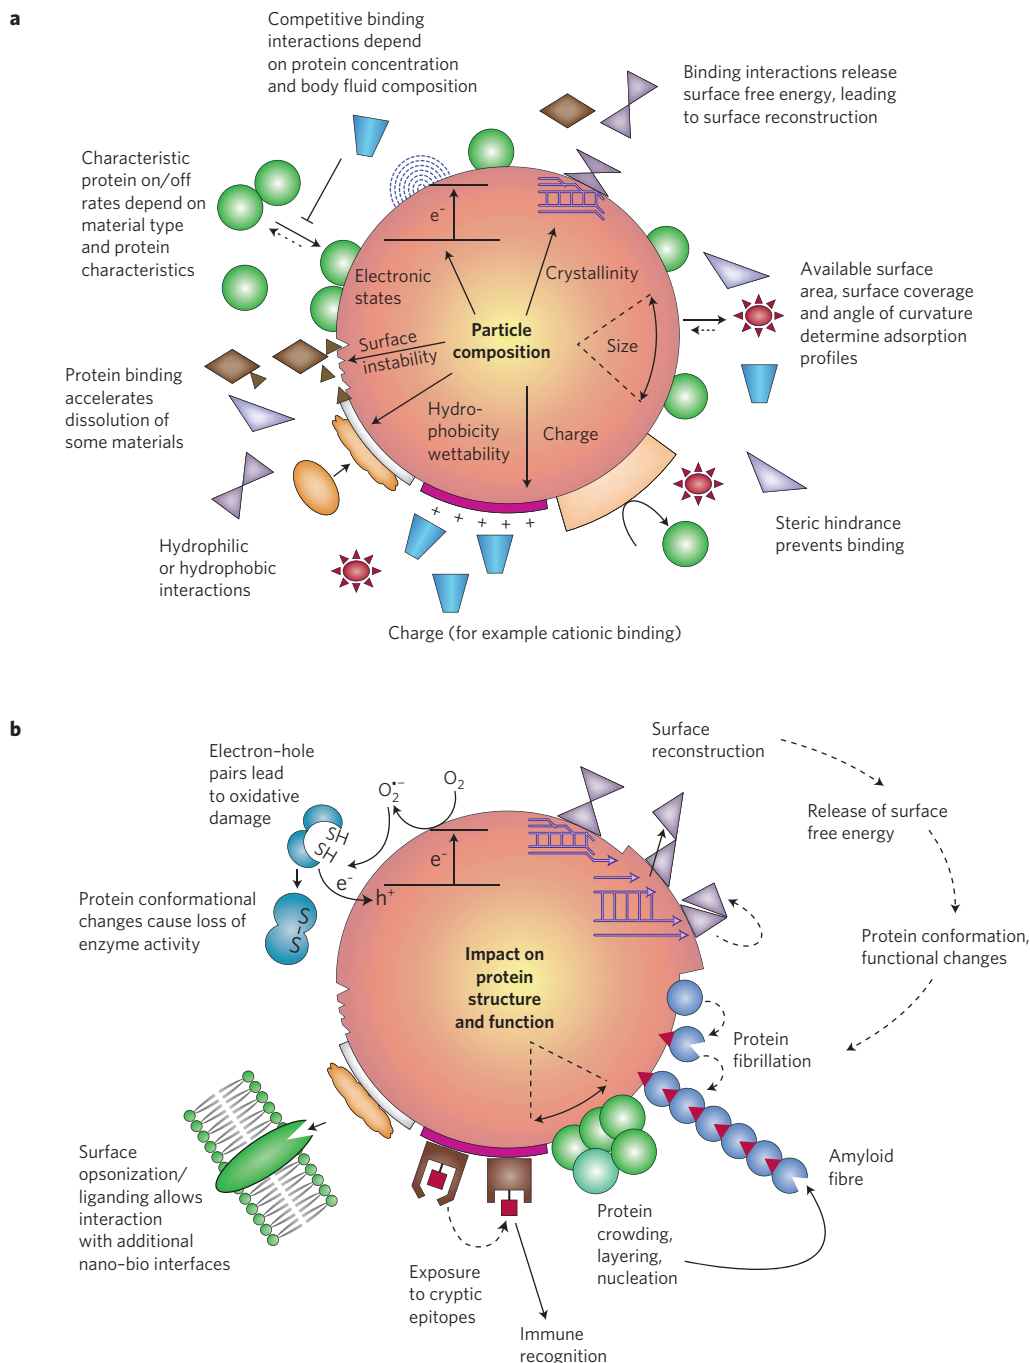 a
Competitive binding
interactions depend
on protein concentration
and body fluid composition
Binding interactions release
surface free energy, leading
to surface reconstruction
Characteristic
protein on/off
rates depend on
material type
and protein
characteristics
e⁻
Electronic
states
Crystallinity
Available surface
area, surface coverage
and angle of curvature
determine adsorption
profiles
Surface
instability
Particle
composition
Size
Protein binding
accelerates
dissolution of
some materials
Hydro-
phobicity
wettability
Charge
+ + + + +
Steric hindrance
prevents binding
Hydrophilic
or hydrophobic
interactions
Charge (for example cationic binding)
b
Surface
reconstruction
Electron–hole
pairs lead
to oxidative
damage
O₂•⁻
O₂
Release of surface
free energy
SH
SH
e⁻
e⁻
h⁺
Protein conformational
changes cause loss of
enzyme activity
S
S
Protein conformation,
functional changes
Impact on
protein
structure
and function
Protein
fibrillation
Amyloid
fibre
Surface
opsonization/
liganding allows
interaction
with additional
nano–bio interfaces
Protein
crowding,
layering,
nucleation
Exposure
to cryptic
epitopes
Immune
recognition